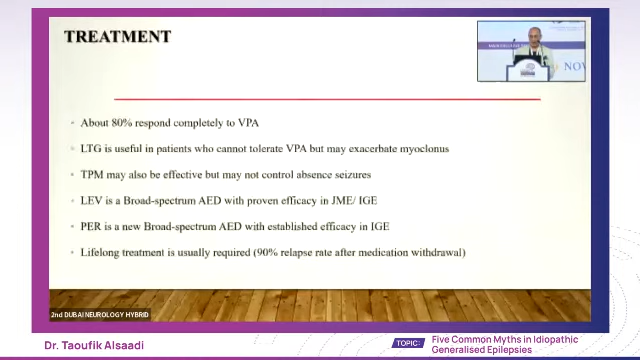 TREATMENT
NOV
About 80% respond completely to VPA
LTG is useful in patients who cannot tolerate VPA but may exacerbate myoclonus
TPM may also be effective but may not control absence seizures
LEV is a Broad-spectrum AED with proven efficacy in JME/ IGE
PER is a new Broad-spectrum AED with established efficacy in IGE
Lifelong treatment is usually required (90% relapse rate after medication withdrawal)
2nd DUBAI NEUROLOGY HYBRID
Dr. Taoufik Alsaadi
TOPIC:
Five Common Myths in Idiopathic
Generalised Epilepsies